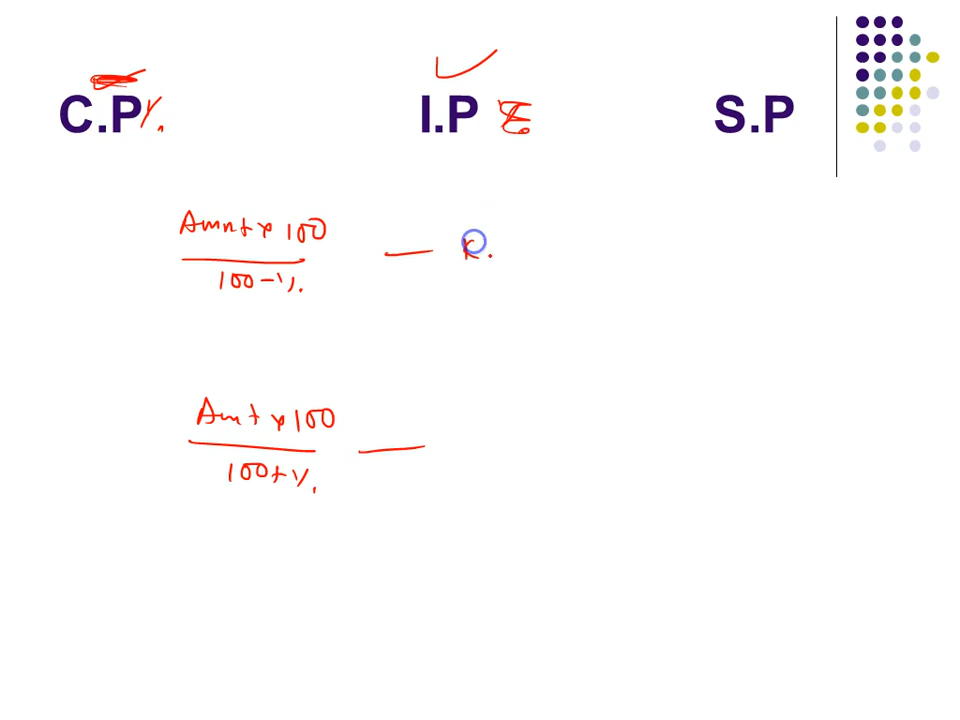 C.P%. I.P S.P
Amnt x 100
100 - %.
Amt x 100
100 + %.